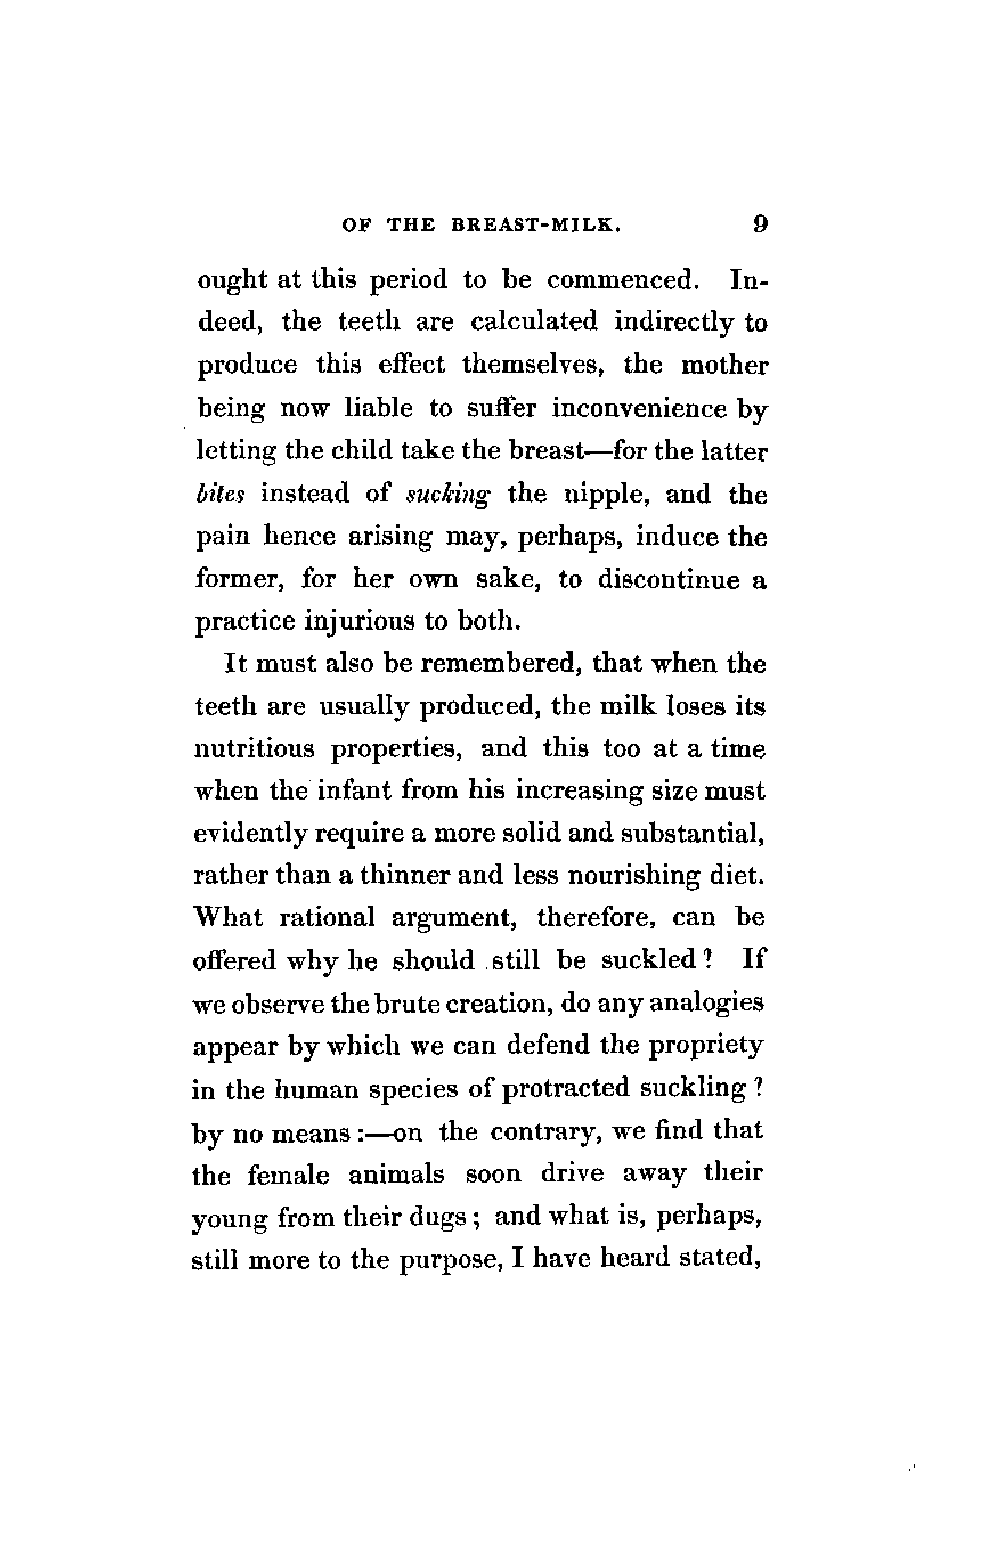 OF THE BREAST-MILK. 9
ought at this period to be commenced. In-
deed, the teeth are calculated indirectly to
produce this effect themselves, the mother
being now liable to suffer inconvenience by
letting the child take the breast—for the latter
bites instead of sucking the nipple, and the
pain hence arising may, perhaps, induce the
former, for her own sake, to discontinue a
practice injurious to both.
It must also be remembered, that when the
teeth are usually produced, the milk loses its
nutritious properties, and this too at a time
when the infant from his increasing size must
evidently require a more solid and substantial,
rather than a thinner and less nourishing diet.
What rational argument, therefore, can be
offered why he should still be suckled? If
we observe the brute creation, do any analogies
appear by which we can defend the propriety
in the human species of protracted suckling?
by no means:—on the contrary, we find that
the female animals soon drive away their
young from their dugs; and what is, perhaps,
still more to the purpose, I have heard stated,